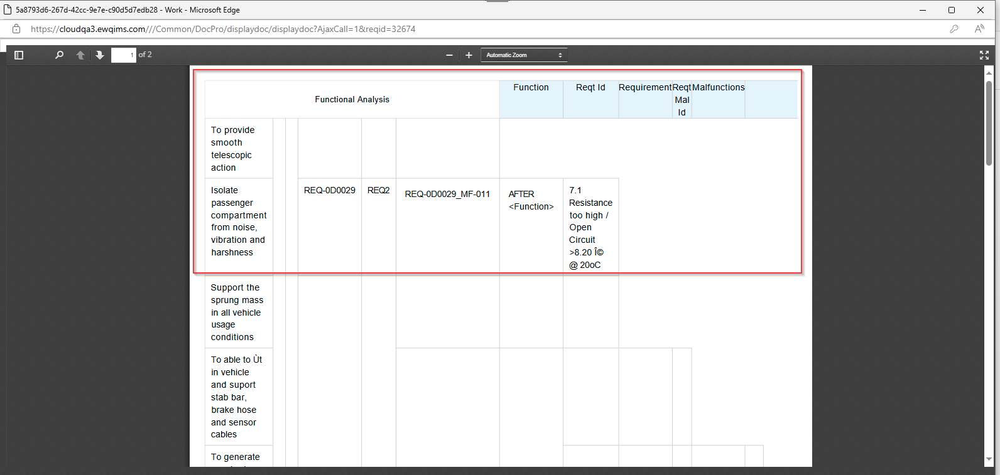 5a8793d6-267d-42cc-9e7e-c90d5d7edb28 - Work - Microsoft Edge
https://cloudqa3.ewqims.com///Common/DocPro/displaydoc/displaydoc?AjaxCall=1&reqid=32674
1 of 2
Automatic Zoom
Functional Analysis
Function
Reqt Id
Requirement
Reqt
Mal
Id
Malfunctions
To provide
smooth
telescopic
action
Isolate
passenger
compartment
from noise,
vibration and
harshness
REQ-0D0029
REQ2
REQ-0D0029_MF-011
AFTER
<Function>
7.1
Resistance
too high /
Open
Circuit
>8.20 Î©
@ 20oC
Support the
sprung mass
in all vehicle
usage
conditions
To able to Ùt
in vehicle
and suport
stab bar,
brake hose
and sensor
cables
To generate